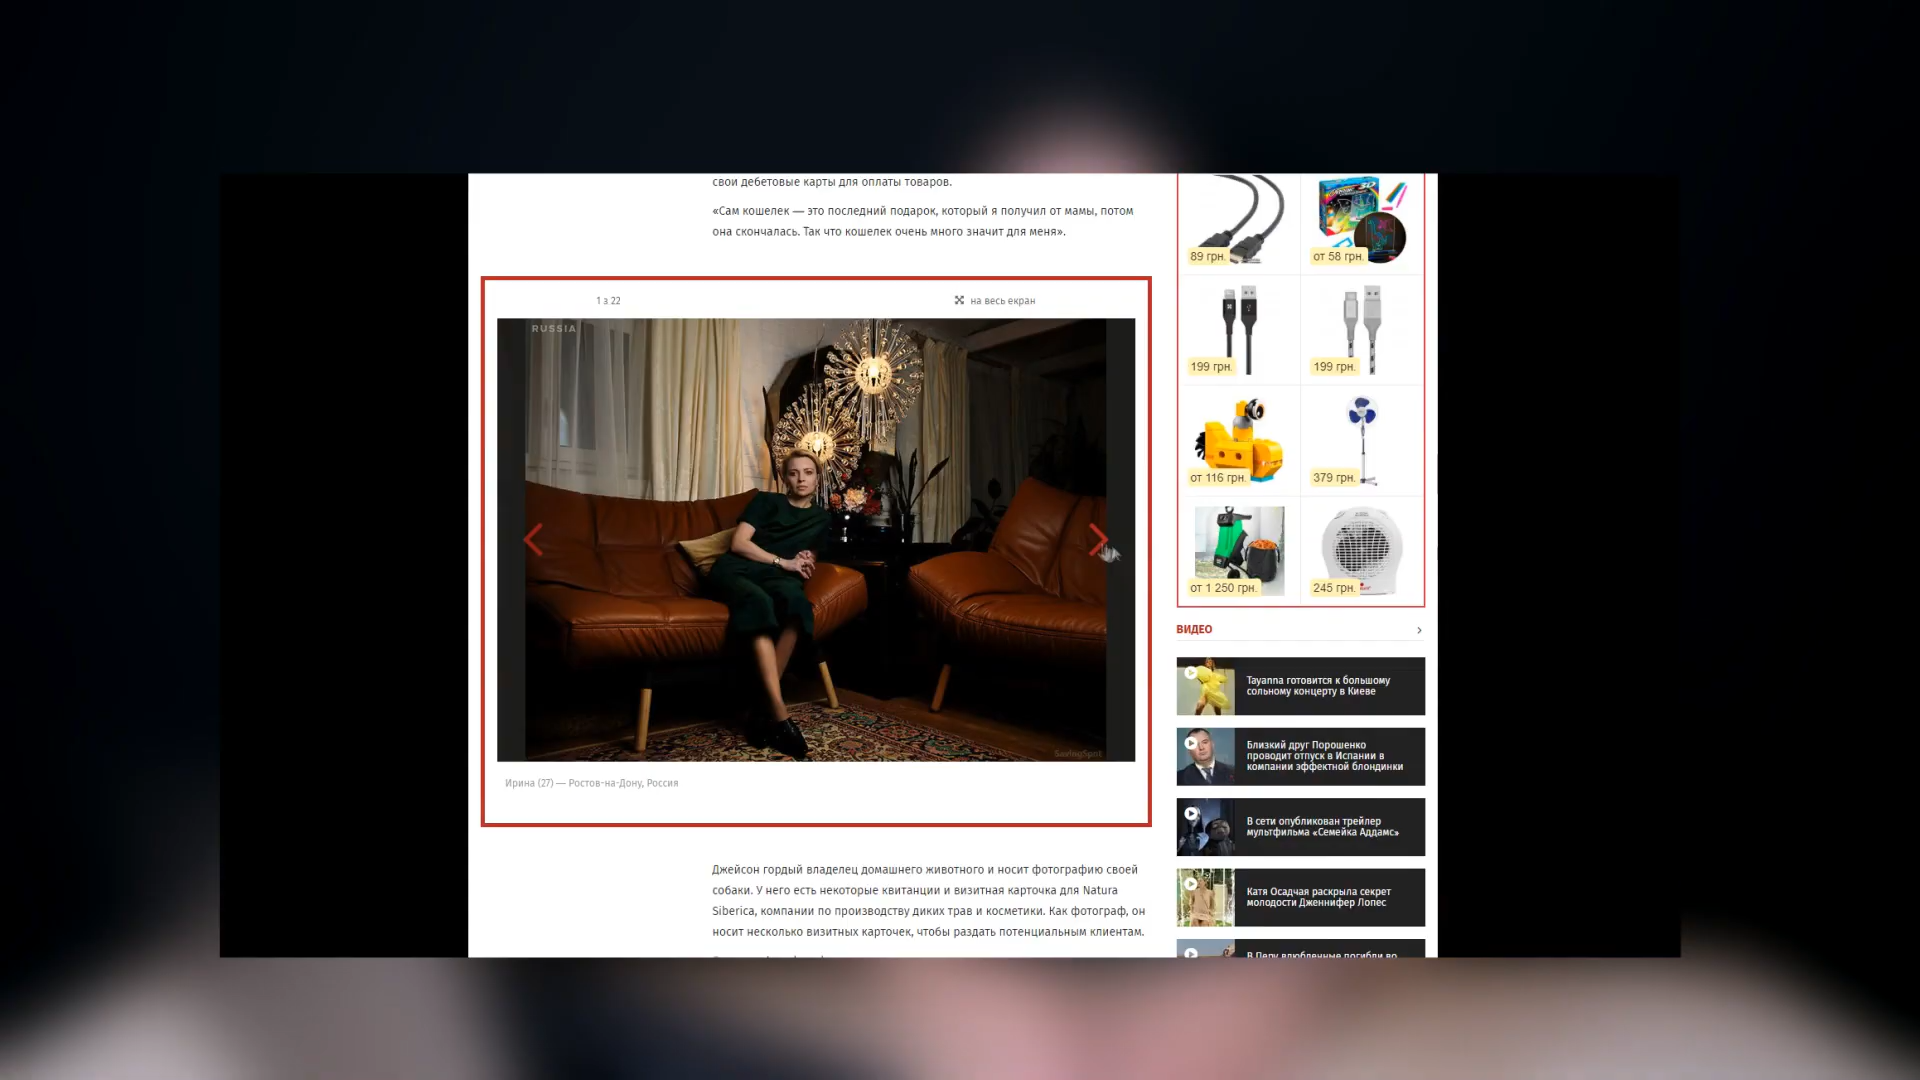 свои дебетовые карты для оплаты товаров.
«Сам кошелек — это последний подарок, который я получил от мамы, потом
она скончалась. Так что кошелек очень много значит для меня».
1 з 22
на весь екран
RUSSIA
SavingSpot
Ирина (27) — Ростов-на-Дону, Россия
Джейсон гордый владелец домашнего животного и носит фотографию своей
собаки. У него есть некоторые квитанции и визитная карточка для Natura
Siberica, компании по производству диких трав и косметики. Как фотограф, он
носит несколько визитных карточек, чтобы раздать потенциальным клиентам.
89 грн.
от 58 грн.
199 грн.
199 грн.
от 116 грн.
379 грн.
от 1 250 грн.
245 грн.
ВИДЕО
Tayanna готовится к большому
сольному концерту в Киеве
Близкий друг Порошенко
проводит отпуск в Испании в
компании эффектной блондинки
В сети опубликован трейлер
мультфильма «Семейка Аддамс»
Катя Осадчая раскрыла секрет
молодости Дженнифер Лопес
В Перу влюбленные погибли во